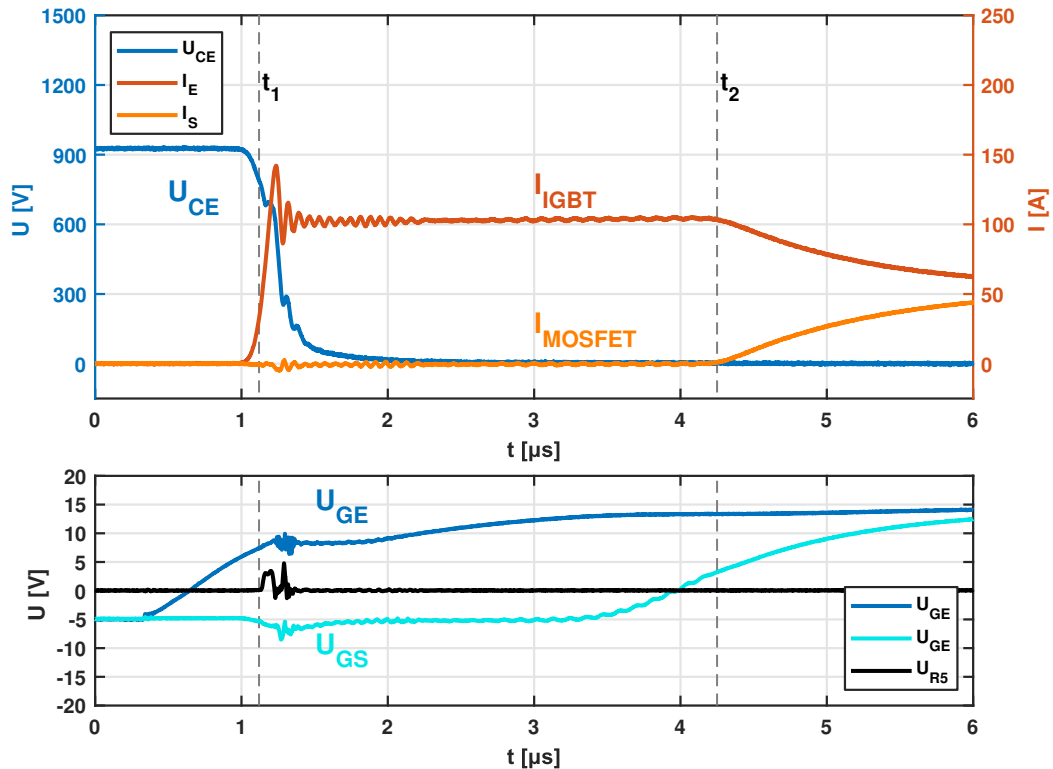 1500
1200
900
600
300
0
U [V]
250
200
150
100
50
0
I [A]
U_CE
I_E
I_S
t_1
t_2
U_CE
I_IGBT
I_MOSFET
0 1 2 3 4 5 6
t [µs]
20
15
10
5
0
-5
-10
-15
-20
U [V]
U_GE
U_GS
U_GE
U_GE
U_R5
0 1 2 3 4 5 6
t [µs]